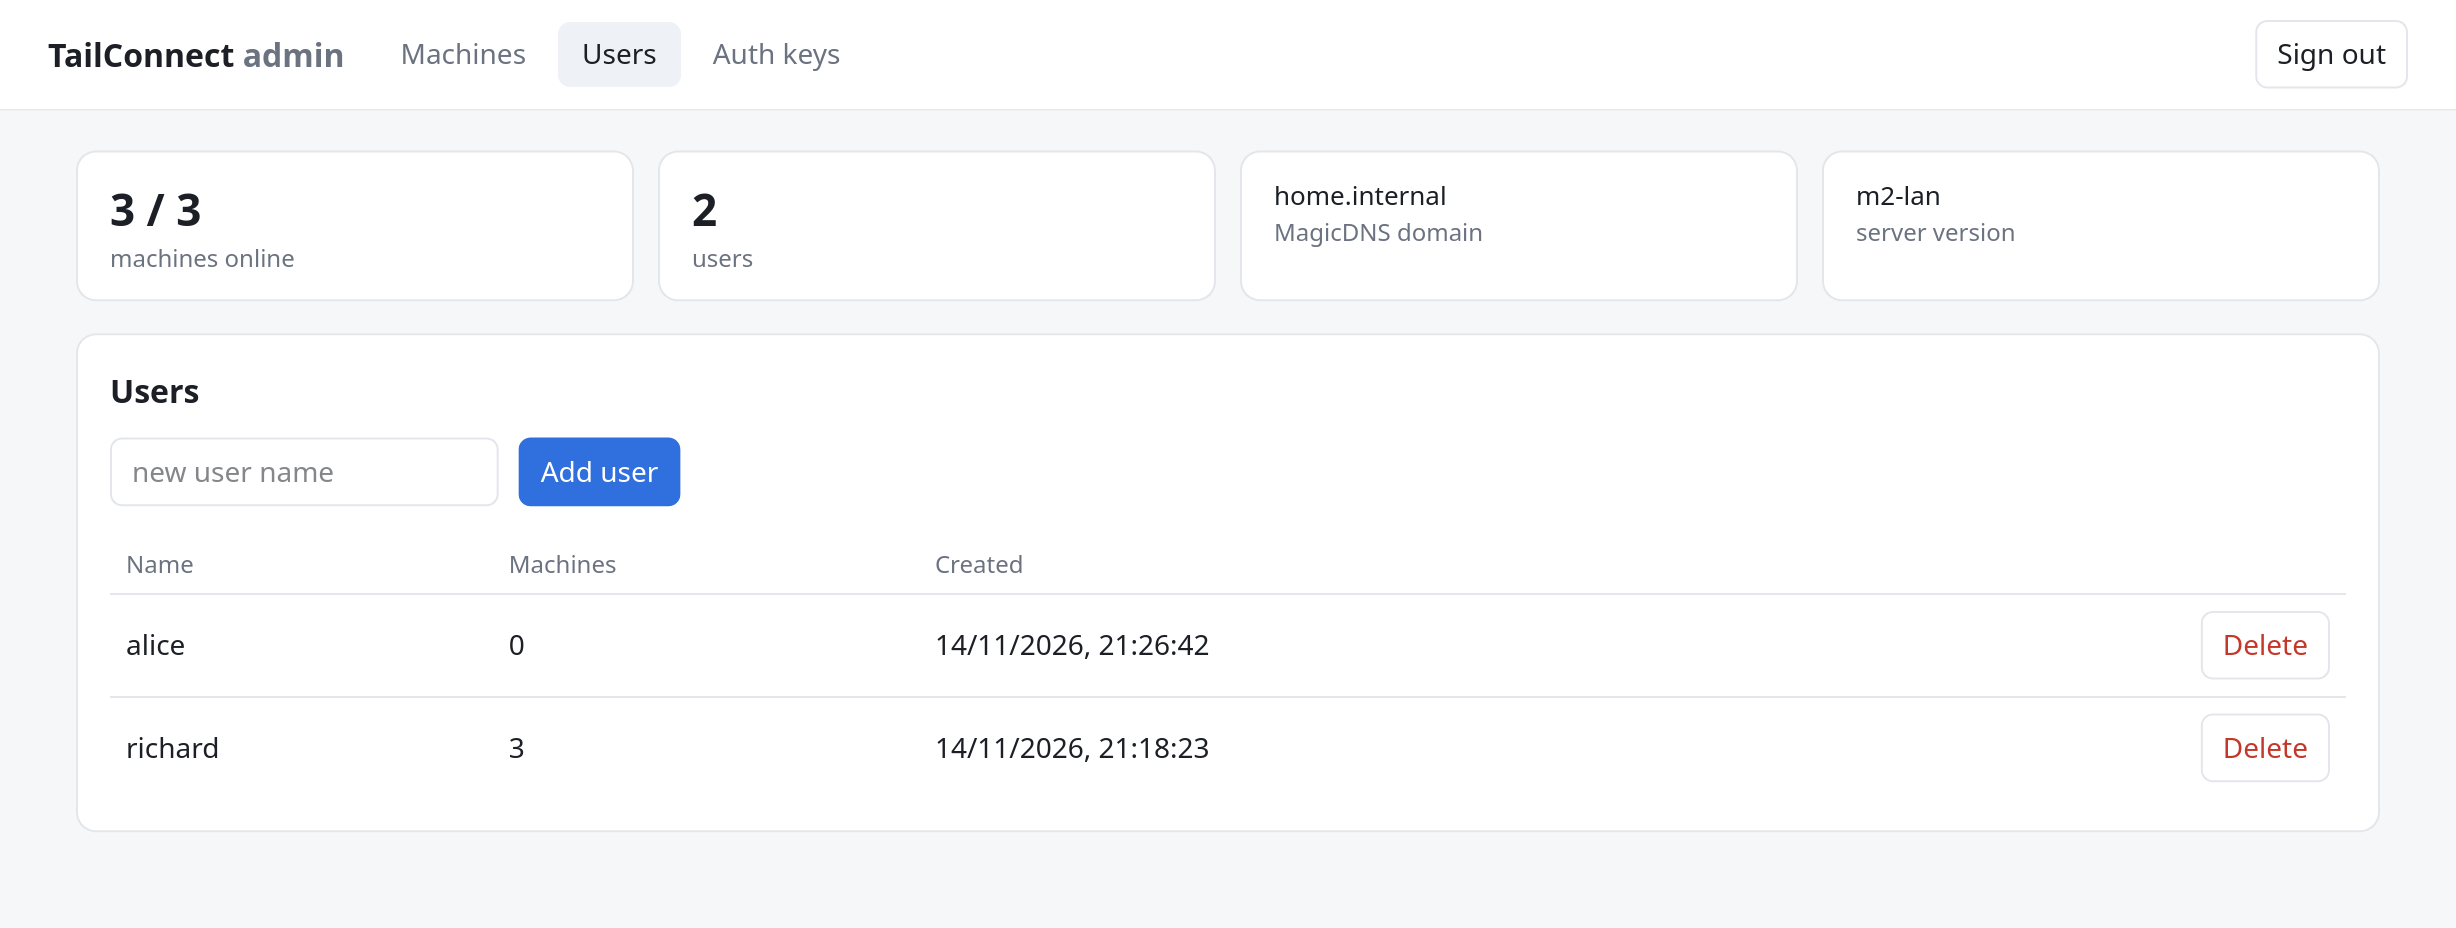 TailConnect admin Machines Users Auth keys Sign out
3 / 3
machines online
2
users
home.internal
MagicDNS domain
m2-lan
server version
Users
new user name Add user
Name Machines Created
alice 0 14/11/2026, 21:26:42 Delete
richard 3 14/11/2026, 21:18:23 Delete